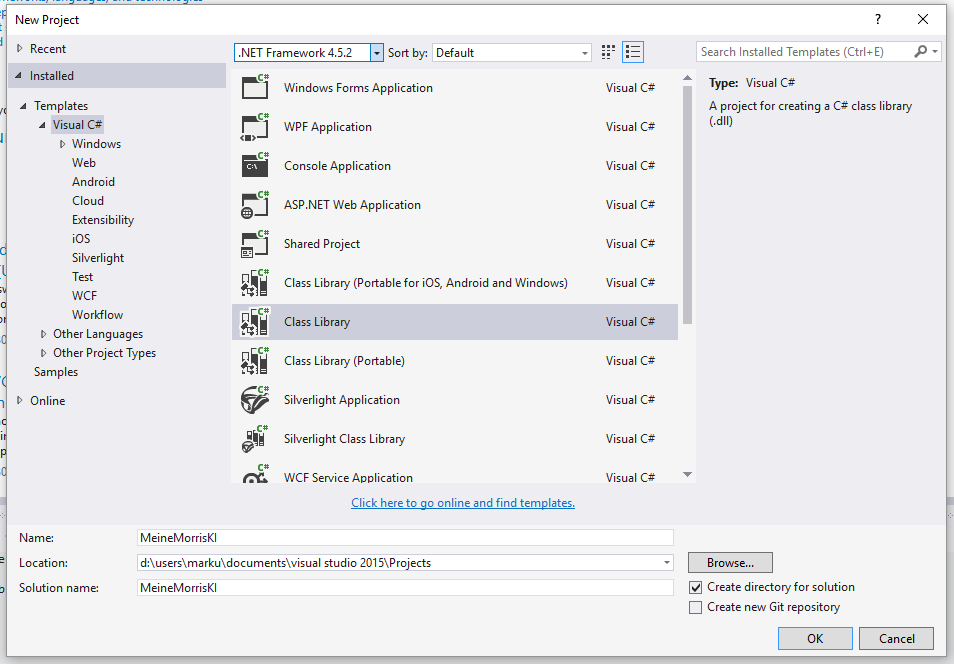 New Project
?
Recent
Installed
Templates
Visual C#
Windows
Web
Android
Cloud
Extensibility
iOS
Silverlight
Test
WCF
Workflow
Other Languages
Other Project Types
Samples
Online
.NET Framework 4.5.2
Sort by:
Default
Windows Forms Application Visual C#
WPF Application Visual C#
Console Application Visual C#
ASP.NET Web Application Visual C#
Shared Project Visual C#
Class Library (Portable for iOS, Android and Windows) Visual C#
Class Library Visual C#
Class Library (Portable) Visual C#
Silverlight Application Visual C#
Silverlight Class Library Visual C#
WCF Service Application Visual C#
Click here to go online and find templates.
Search Installed Templates (Ctrl+E)
Type: Visual C#
A project for creating a C# class library
(.dll)
Name: MeineMorrisKI
Location: d:\users\marku\documents\visual studio 2015\Projects
Browse...
Solution name: MeineMorrisKI
Create directory for solution
Create new Git repository
OK
Cancel